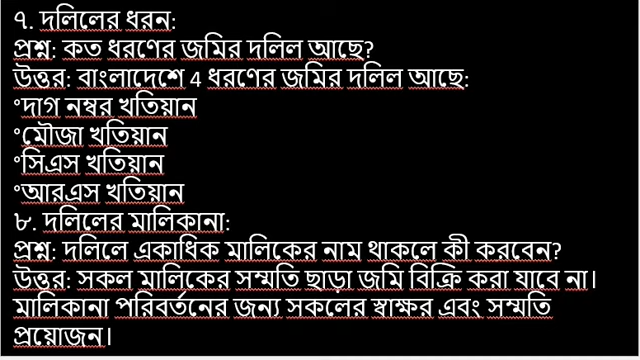 ৭. দলিলের ধরন:
প্রশ্ন: কত ধরণের জমির দলিল আছে?
উত্তর: বাংলাদেশে 4 ধরণের জমির দলিল আছে:
°দাগ নম্বর খতিয়ান
°মৌজা খতিয়ান
°সিএস খতিয়ান
°আরএস খতিয়ান
৮. দলিলের মালিকানা:
প্রশ্ন: দলিলে একাধিক মালিকের নাম থাকলে কী করবেন?
উত্তর: সকল মালিকের সম্মতি ছাড়া জমি বিক্রি করা যাবে না।
মালিকানা পরিবর্তনের জন্য সকলের স্বাক্ষর এবং সম্মতি
প্রয়োজন।